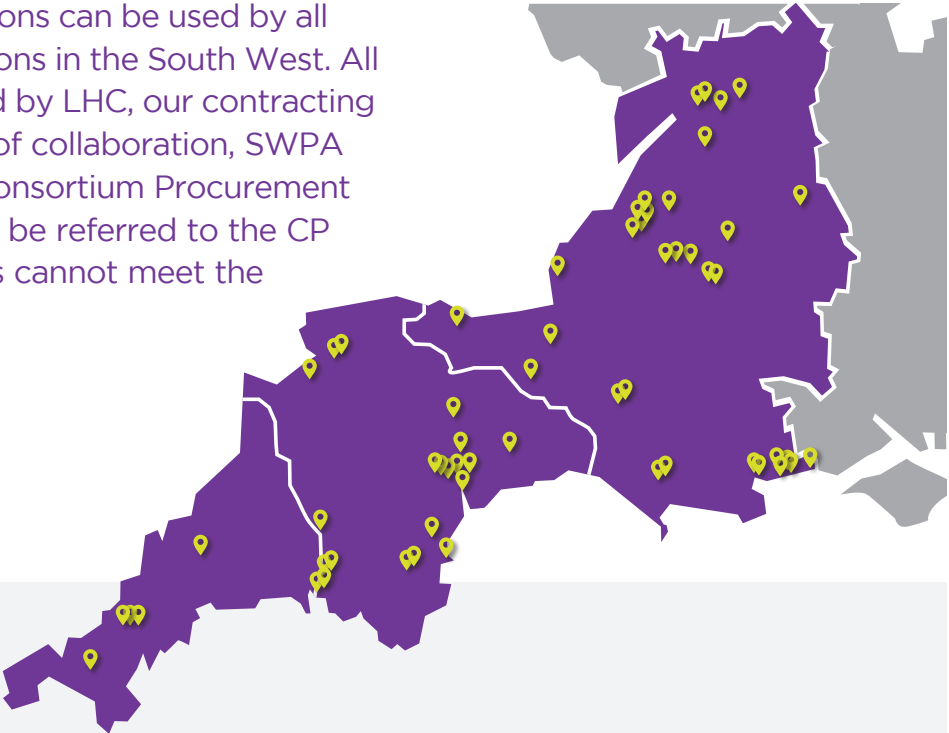 ons can be used by all
ons in the South West. All
d by LHC, our contracting
of collaboration, SWPA
onsortium Procurement
be referred to the CP
s cannot meet the